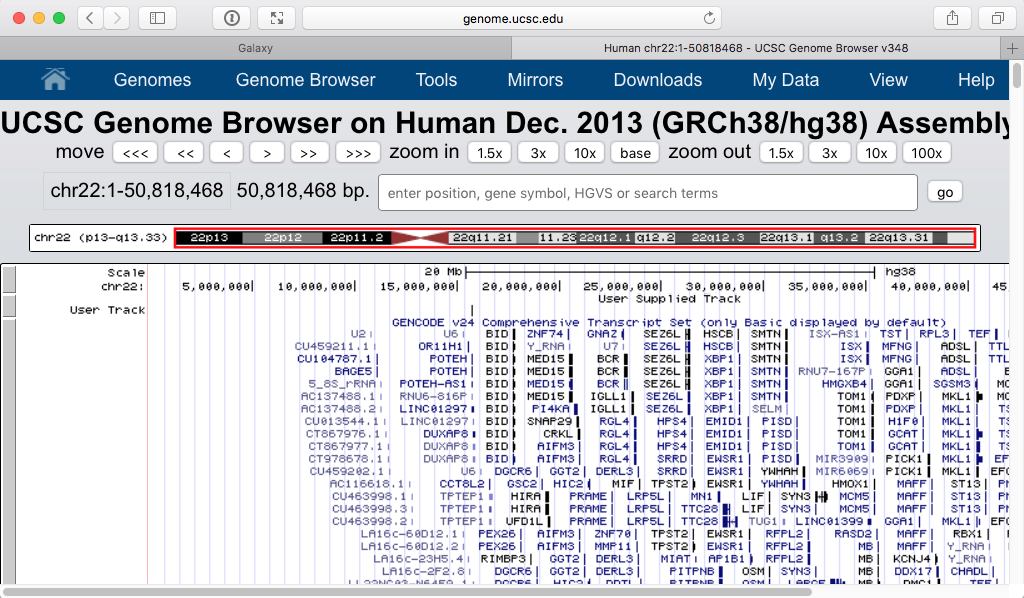 genome.ucsc.edu
Galaxy Human chr22:1-50818468 - UCSC Genome Browser v348
Genomes Genome Browser Tools Mirrors Downloads My Data View Help
UCSC Genome Browser on Human Dec. 2013 (GRCh38/hg38) Assembly
move <<< << < > >> >>> zoom in 1.5x 3x 10x base zoom out 1.5x 3x 10x 100x
chr22:1-50,818,468 50,818,468 bp. enter position, gene symbol, HGVS or search terms go
chr22 (p13-q13.33) 22p13 22p12 22p11.2 22q11.21 11.23 22q12.1 q12.2 22q12.3 22q13.1 q13.2 22q13.31
Scale 20 Mb hg38
chr22: 5,000,000 10,000,000 15,000,000 20,000,000 25,000,000 30,000,000 35,000,000 40,000,000 45
User Supplied Track
User Track
GENCODE v24 Comprehensive Transcript Set (only Basic displayed by default)
U2 U6 BID ZNF74 GNAZ SEZ6L HSCB SMTN ISX-AS1 TST RPL3 TEF
CU459211.1 OR11H1 BID Y_RNA U7 SEZ6L HSCB SMTN ISX MFNG ADSL TTL
CU104787.1 POTEH BID MED15 BCR SEZ6L XBP1 SMTN ISX MFNG ADSL TTL
BAGE5 POTEH BID MED15 BCR SEZ6L XBP1 SMTN RNU7-167P GGA1 ADSL TTL
5_8S_rRNA POTEH-AS1 BID MED15 BCR SEZ6L XBP1 SMTN HMGXB4 GGA1 SGSM3
AC137488.1 RNU6-816P BID MED15 IGLL1 SEZ6L XBP1 SMTN TOM1 PDXP MKL1
AC137488.2 LINC01297 BID PI4KA IGLL1 SEZ6L XBP1 SELM TOM1 PDXP MKL1
CU013544.1 LINC01297 BID SNAP29 RGL4 HPS4 EMID1 PISD TOM1 H1F0 MKL1
CT867976.1 DUXAP8 BID CRKL RGL4 HPS4 EMID1 PISD TOM1 GCAT MKL1
CT867977.1 DUXAP8 BID AIFM3 RGL4 HPS4 EMID1 PISD TOM1 GCAT MKL1
CT978678.1 DUXAP8 BID AIFM3 RGL4 SRRD EWSR1 PISD MIR3909 PICK1 MKL1
CU459202.1 U6 DGCR6 GGT2 DERL3 SRRD EWSR1 YWHAH MIR6069 PICK1 MKL1
AC116618.1 CCT8L2 GSC2 HIC2 MIF TPST2 EWSR1 YWHAH HMOX1 MAFF ST13
CU463998.1 TPTEP1 HIRA PRAME LRP5L MN1 LIF SYN3 MCM5 MAFF ST13
CU463998.3 TPTEP1 HIRA PRAME LRP5L TTC28 LIF SYN3 MCM5 MAFF ST13
CU463998.2 TPTEP1 UFD1L PRAME LRP5L TTC28 TUG1 LINC01399 GGA1 MKL1
LA16c-60D12.1 PEX26 AIFM3 ZNF70 TPST2 EWSR1 RFPL2 RASD2 MAFF RBX1
LA16c-60D12.2 PEX26 AIFM3 MMP11 TPST2 EWSR1 RFPL2 MB MAFF Y_RNA
LA16c-23H5.4 RIMBP3 GGT2 DERL3 MIAT AP1B1 RFPL2 MB KCNJ4 Y_RNA
LA16c-2F2.8 DGCR6 GGT2 DERL3 PITPNB OSM SYN3 MB DDX17 CHADL